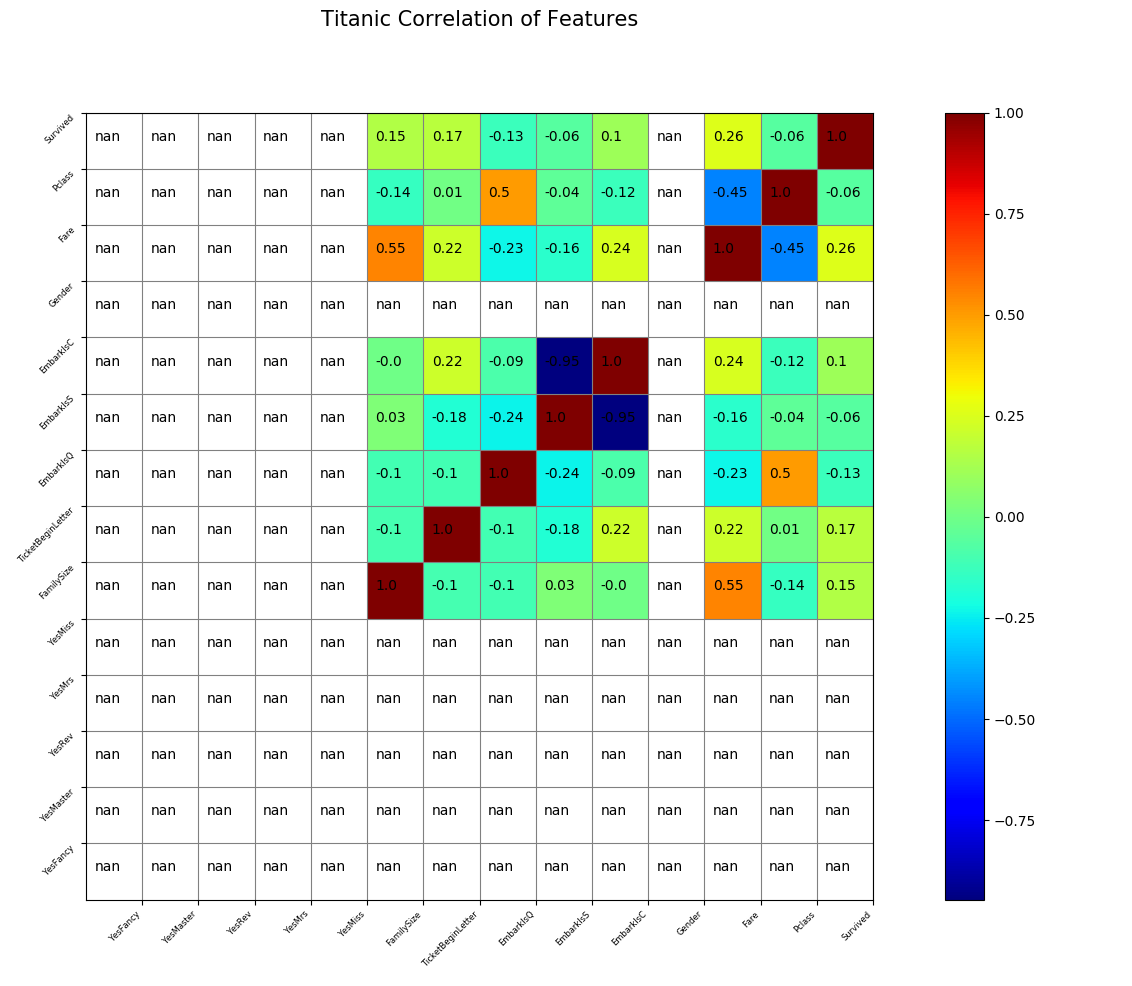 Titanic Correlation of Features
Survived nan nan nan nan nan 0.15 0.17 -0.13 -0.06 0.1 nan 0.26 -0.06 1.0
Pclass nan nan nan nan nan -0.14 0.01 0.5 -0.04 -0.12 nan -0.45 1.0 -0.06
Fare nan nan nan nan nan 0.55 0.22 -0.23 -0.16 0.24 nan 1.0 -0.45 0.26
Gender nan nan nan nan nan nan nan nan nan nan nan nan nan nan
EmbarkIsC nan nan nan nan nan -0.0 0.22 -0.09 -0.95 1.0 nan 0.24 -0.12 0.1
EmbarkIsS nan nan nan nan nan 0.03 -0.18 -0.24 1.0 -0.95 nan -0.16 -0.04 -0.06
EmbarkIsQ nan nan nan nan nan -0.1 -0.1 1.0 -0.24 -0.09 nan -0.23 0.5 -0.13
TicketBeginLetter nan nan nan nan nan -0.1 1.0 -0.1 -0.18 0.22 nan 0.22 0.01 0.17
FamilySize nan nan nan nan nan 1.0 -0.1 -0.1 0.03 -0.0 nan 0.55 -0.14 0.15
YesMiss nan nan nan nan nan nan nan nan nan nan nan nan nan nan
YesMrs nan nan nan nan nan nan nan nan nan nan nan nan nan nan
YesRev nan nan nan nan nan nan nan nan nan nan nan nan nan nan
YesMaster nan nan nan nan nan nan nan nan nan nan nan nan nan nan
YesFancy nan nan nan nan nan nan nan nan nan nan nan nan nan nan
YesFancy YesMaster YesRev YesMrs YesMiss FamilySize TicketBeginLetter EmbarkIsQ EmbarkIsS EmbarkIsC Gender Fare Pclass Survived
1.00
0.75
0.50
0.25
0.00
−0.25
−0.50
−0.75